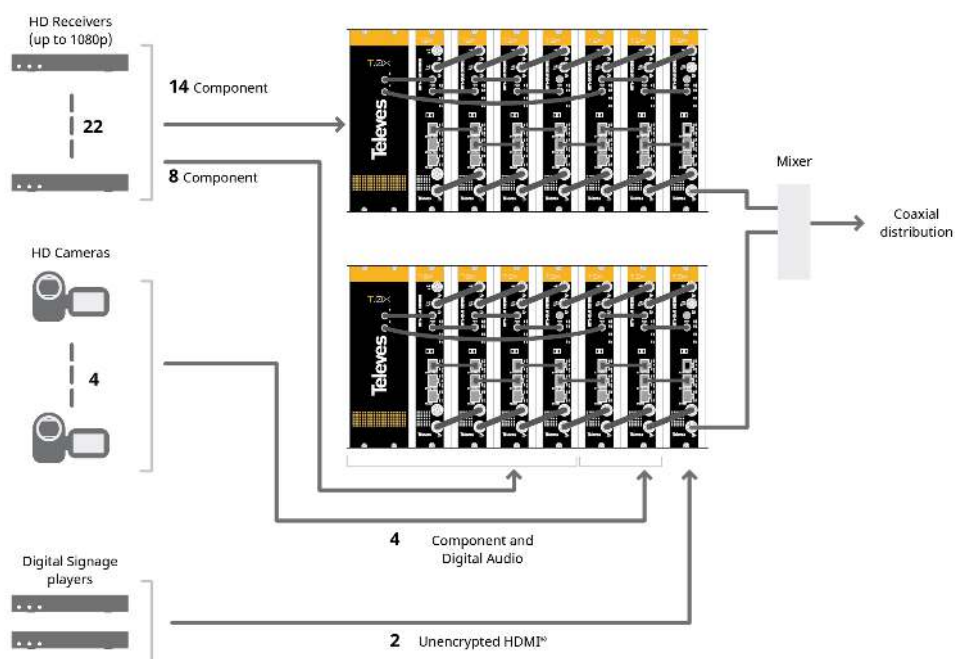 HD Receivers
(up to 1080p)
22
14 Component
8 Component
T.0X
Televes
Mixer
Coaxial
distribution
HD Cameras
4
T.0X
Televes
4 Component and
Digital Audio
Digital Signage
players
2 Unencrypted HDMI®